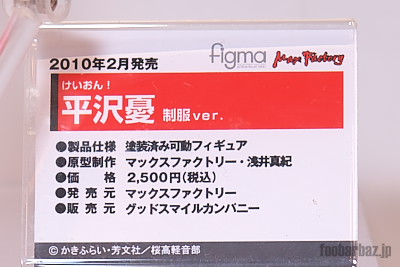 figma Max Factory
2010年2月発売
けいおん！
平沢憂 制服ver.
●製品仕様 塗装済み可動フィギュア
●原型制作 マックスファクトリー・浅井真紀
●価　　格 2,500円(税込)
●発 売 元 マックスファクトリー
●販 売 元 グッドスマイルカンパニー
©かきふらい・芳文社／桜高軽音部
foobarbaz.jp